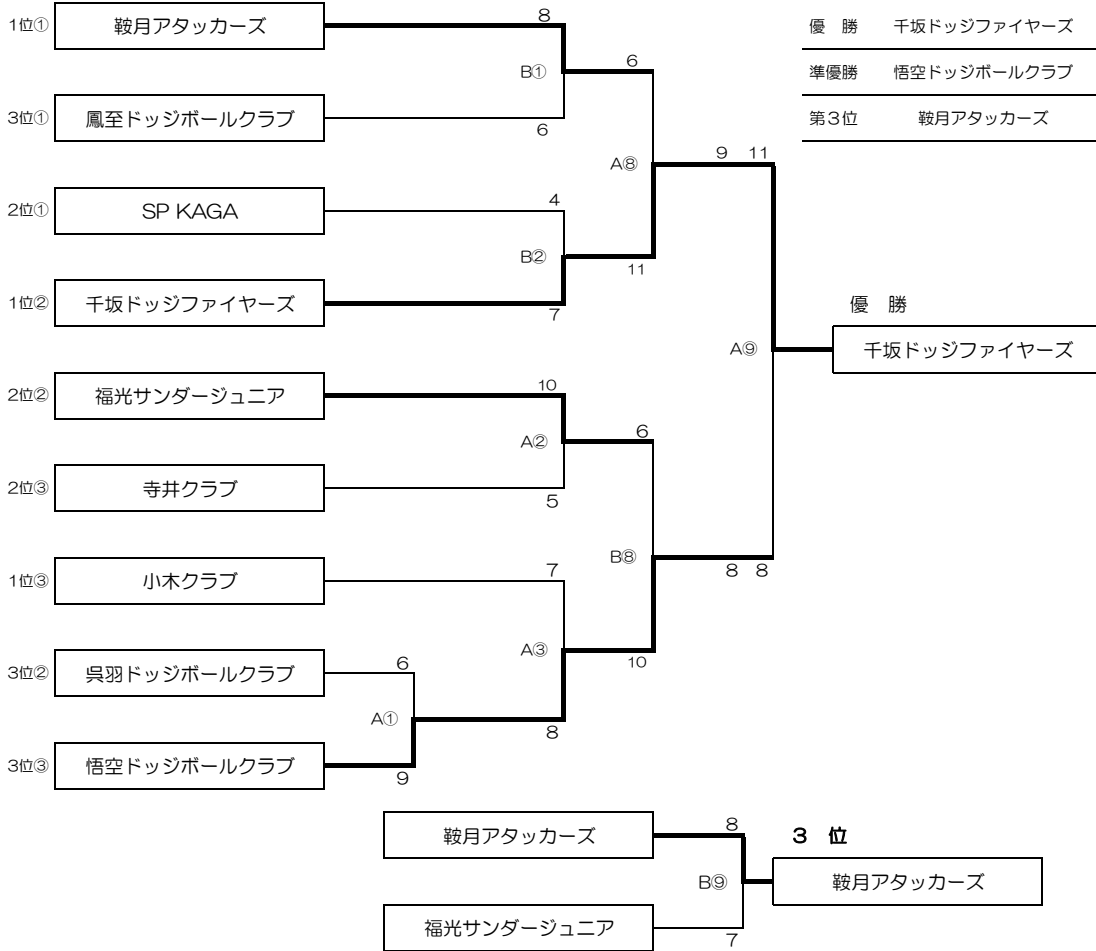 1位① 鞍月アタッカーズ 8
優　勝 千坂ドッジファイヤーズ
B① 6
準優勝 悟空ドッジボールクラブ
3位① 鳳至ドッジボールクラブ 6
第3位 鞍月アタッカーズ
A⑧ 9 11
2位① SP KAGA 4
B② 11
1位② 千坂ドッジファイヤーズ 7
優　勝
A⑨ 千坂ドッジファイヤーズ
2位② 福光サンダージュニア 10
A② 6
2位③ 寺井クラブ 5
B⑧ 8 8
1位③ 小木クラブ 7
A③ 10
3位② 呉羽ドッジボールクラブ 6
A① 8
3位③ 悟空ドッジボールクラブ 9
鞍月アタッカーズ 8
3　位
B⑨ 鞍月アタッカーズ
福光サンダージュニア 7